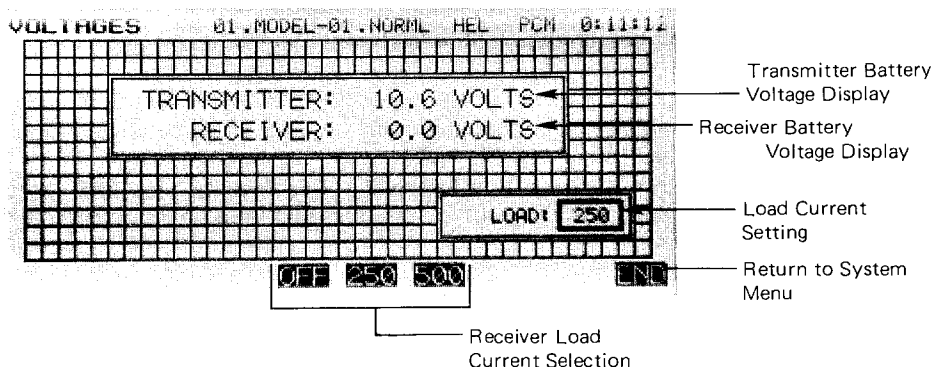 VOLTAGES 01.MODEL-01.NORML HEL PCM 0:11:12
TRANSMITTER: 10.6 VOLTS
RECEIVER: 0.0 VOLTS
LOAD: 250
OFF 250 500 END
Transmitter Battery
Voltage Display
Receiver Battery
Voltage Display
Load Current
Setting
Return to System
Menu
Receiver Load
Current Selection